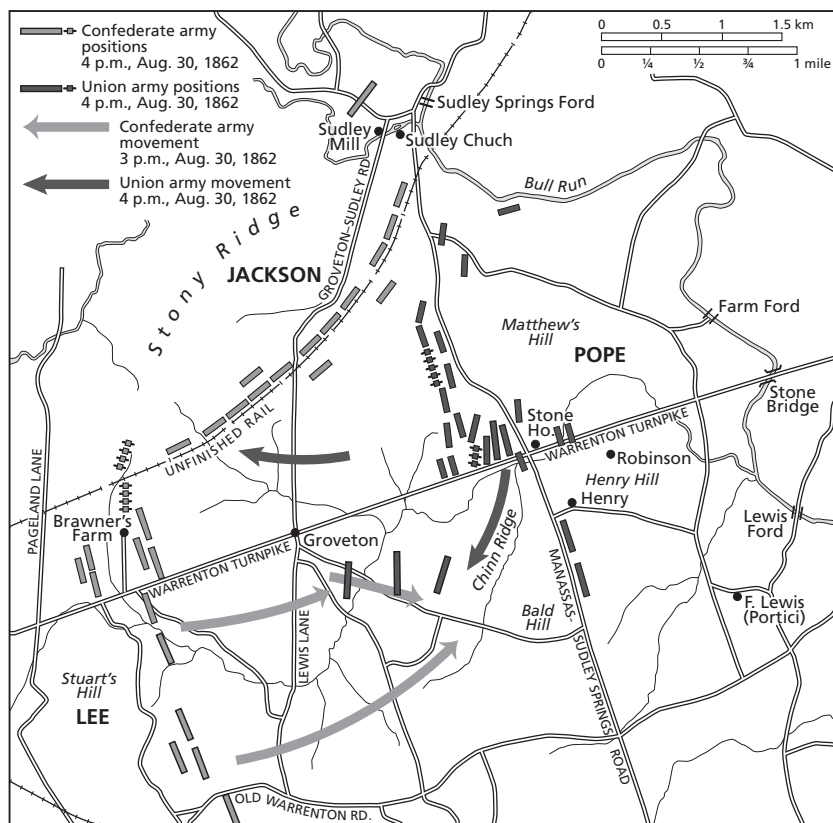 Confederate army
positions
4 p.m., Aug. 30, 1862
Union army positions
4 p.m., Aug. 30, 1862
Confederate army
movement
3 p.m., Aug. 30, 1862
Union army movement
4 p.m., Aug. 30, 1862
0 0.5 1 1.5 km
0 ¼ ½ ¾ 1 mile
Sudley Springs Ford
Sudley
Mill
Sudley Chuch
GROVETON–SUDLEY RD.
Bull Run
Stony Ridge
JACKSON
Matthew's
Hill
POPE
Farm Ford
Stone
Bridge
Stone
Ho.
WARRENTON TURNPIKE
Robinson
Henry Hill
Henry
UNFINISHED RAIL
PAGELAND LANE
Brawner's
Farm
WARRENTON TURNPIKE
Groveton
Chinn Ridge
Lewis
Ford
F. Lewis
(Portici)
MANASSAS-
SUDLEY SPRINGS
ROAD
Bald
Hill
LEWIS LANE
Stuart's
Hill
LEE
OLD WARRENTON RD.